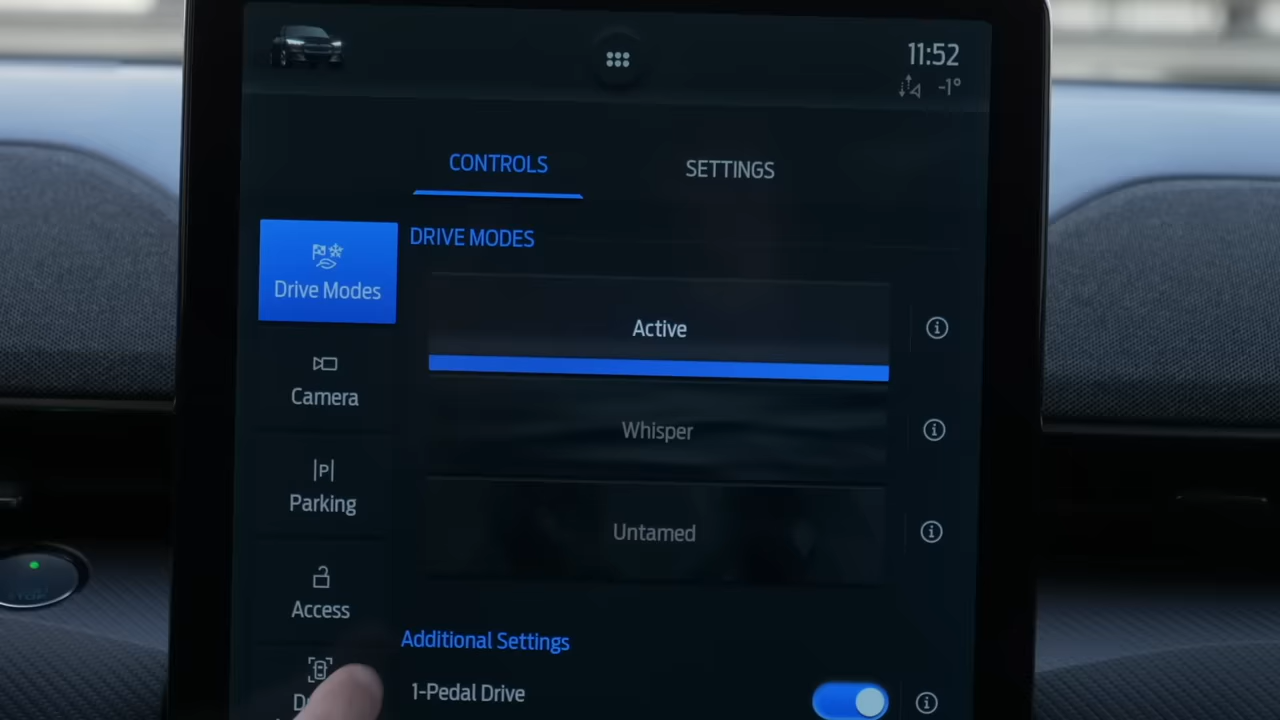 11:52
-1°
CONTROLS
SETTINGS
DRIVE MODES
Drive Modes
Active
Camera
Whisper
Parking
Untamed
Access
Additional Settings
1-Pedal Drive